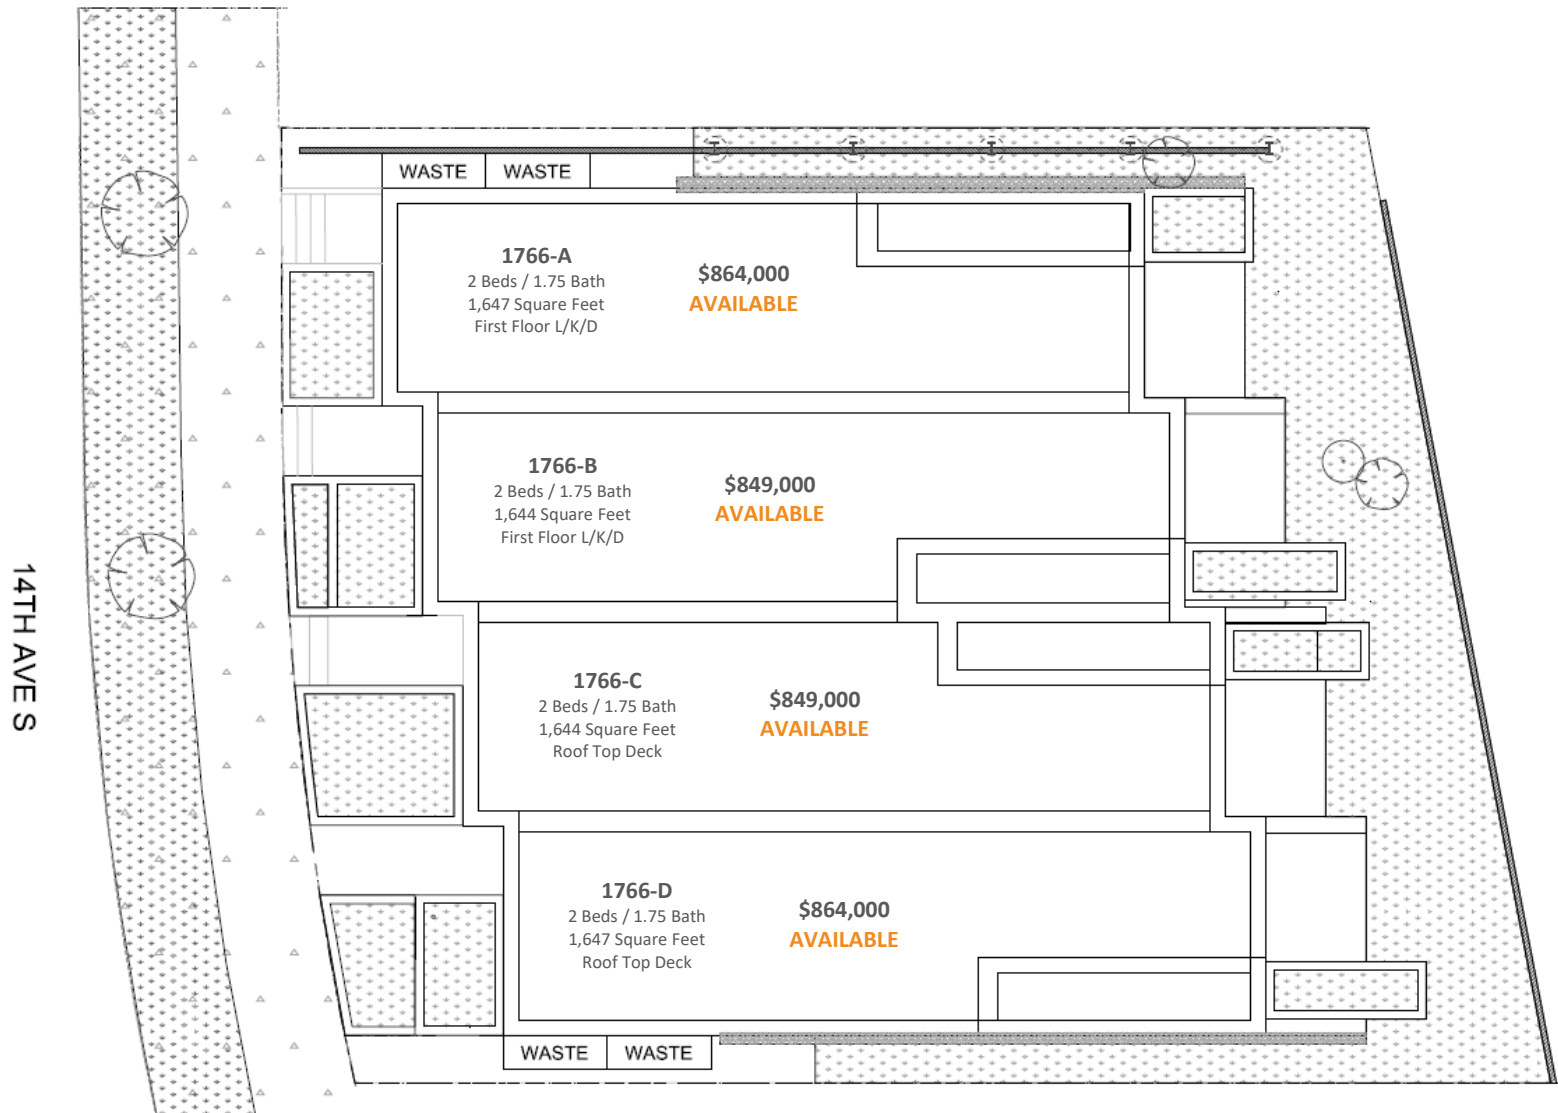 WASTE
WASTE
1766-A
2 Beds / 1.75 Bath
1,647 Square Feet
First Floor L/K/D
$864,000
AVAILABLE
1766-B
2 Beds / 1.75 Bath
1,644 Square Feet
First Floor L/K/D
$849,000
AVAILABLE
14TH AVE S
1766-C
2 Beds / 1.75 Bath
1,644 Square Feet
Roof Top Deck
$849,000
AVAILABLE
1766-D
2 Beds / 1.75 Bath
1,647 Square Feet
Roof Top Deck
$864,000
AVAILABLE
WASTE
WASTE